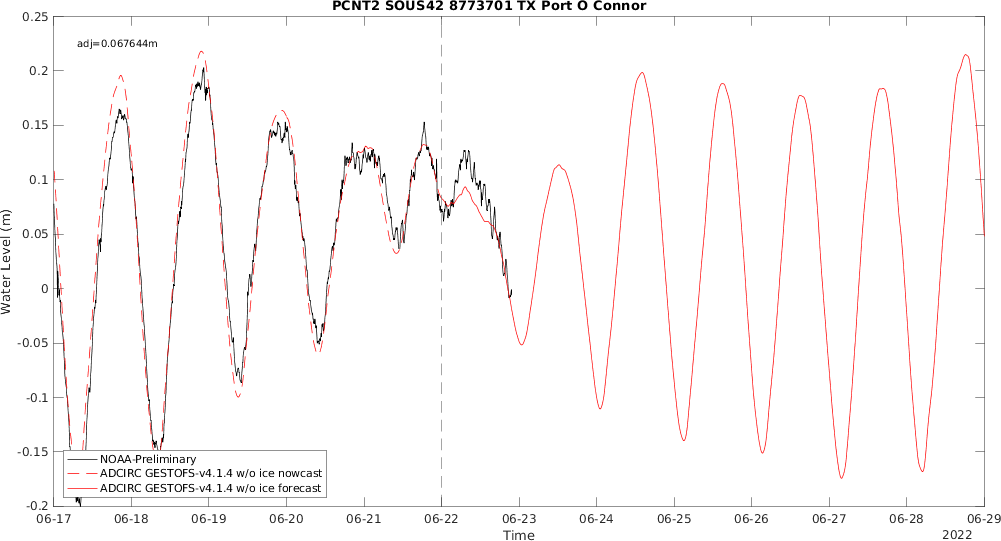 PCNT2 SOUS42 8773701 TX Port O Connor
0.25
adj=0.067644m
0.2
0.15
0.1
0.05
0
-0.05
-0.1
-0.15
-0.2
Water Level (m)
NOAA-Preliminary
ADCIRC GESTOFS-v4.1.4 w/o ice nowcast
ADCIRC GESTOFS-v4.1.4 w/o ice forecast
06-17 06-18 06-19 06-20 06-21 06-22 06-23 06-24 06-25 06-26 06-27 06-28 06-29
Time
2022